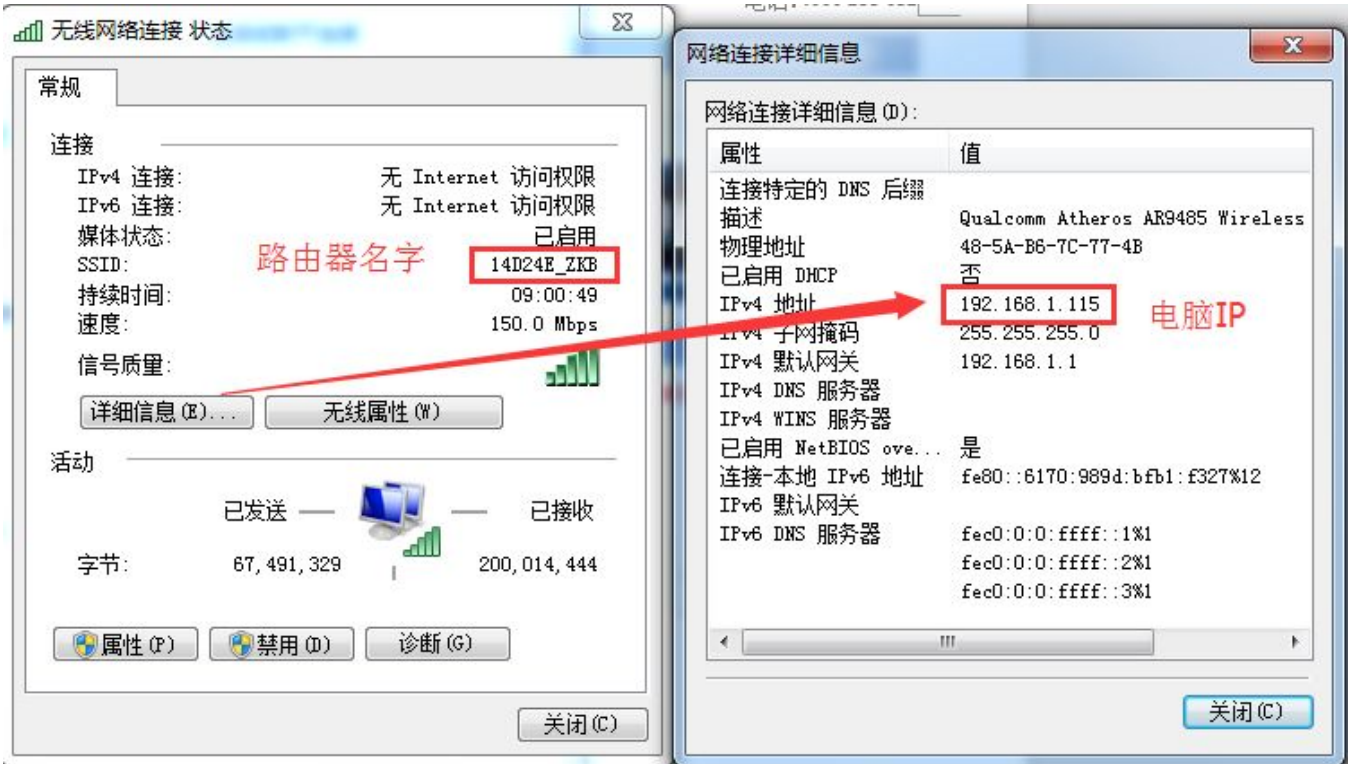 无线网络连接 状态
常规
连接
IPv4 连接: 无 Internet 访问权限
IPv6 连接: 无 Internet 访问权限
媒体状态: 已启用
SSID: 14D24E_ZKB
路由器名字
持续时间: 09:00:49
速度: 150.0 Mbps
信号质量:
详细信息(E)... 无线属性(W)
活动
已发送 — — 已接收
字节: 67,491,329 200,014,444
属性(P) 禁用(D) 诊断(G)
关闭(C)
网络连接详细信息
网络连接详细信息(D):
属性 值
连接特定的 DNS 后缀
描述 Qualcomm Atheros AR9485 Wireless
物理地址 48-5A-B6-7C-77-4B
已启用 DHCP 否
IPv4 地址 192.168.1.115
电脑IP
IPv4 子网掩码 255.255.255.0
IPv4 默认网关 192.168.1.1
IPv4 DNS 服务器
IPv4 WINS 服务器
已启用 NetBIOS ove... 是
连接-本地 IPv6 地址 fe80::6170:989d:bfb1:f327%12
IPv6 默认网关
IPv6 DNS 服务器 fec0:0:0:ffff::1%1
fec0:0:0:ffff::2%1
fec0:0:0:ffff::3%1
关闭(C)